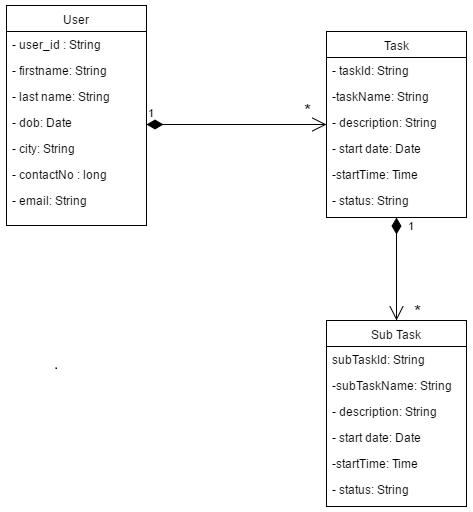 User
- user_id : String
- firstname: String
- last name: String
- dob: Date
- city: String
- contactNo : long
- email: String
1
*
Task
- taskId: String
-taskName: String
- description: String
- start date: Date
-startTime: Time
- status: String
1
*
Sub Task
subTaskId: String
-subTaskName: String
- description: String
- start date: Date
-startTime: Time
- status: String
.